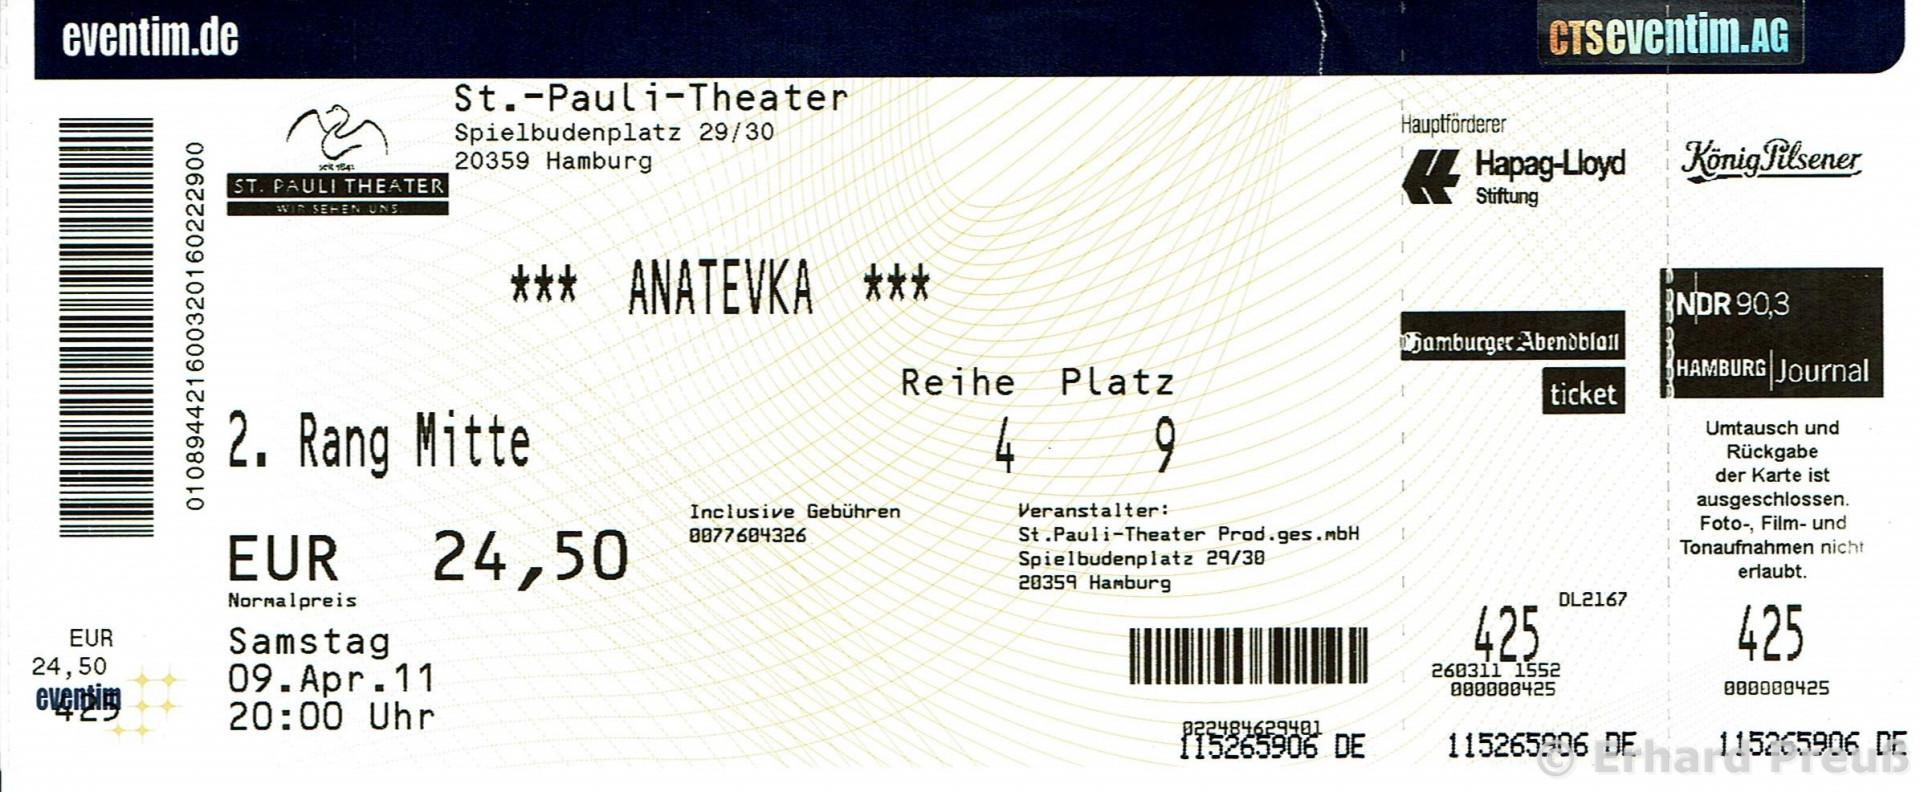 eventim.de
CTSeventim.AG
St.-Pauli-Theater
Spielbudenplatz 29/30
20359 Hamburg
seit 1841
ST. PAULI THEATER
WIR SEHEN UNS.
0108944216003201602229​00
*** ANATEVKA ***
Reihe Platz
2. Rang Mitte 4 9
Inclusive Gebühren
0077604326
EUR 24,50
Normalpreis
Veranstalter:
St.Pauli-Theater Prod.ges.mbH
Spielbudenplatz 29/30
20359 Hamburg
Samstag
09.Apr.11
20:00 Uhr
EUR
24,50
eventim
425
022484629401
115265906 DE
Hauptförderer
Hapag-Lloyd
Stiftung
Hamburger Abendblatt
ticket
DL2167
425
260311 1552
000000425
115265906 DE
König Pilsener
NDR 90,3
HAMBURG Journal
Umtausch und
Rückgabe
der Karte ist
ausgeschlossen.
Foto-, Film- und
Tonaufnahmen nicht
erlaubt.
425
000000425
115265906 DE
© Erhard Preuß